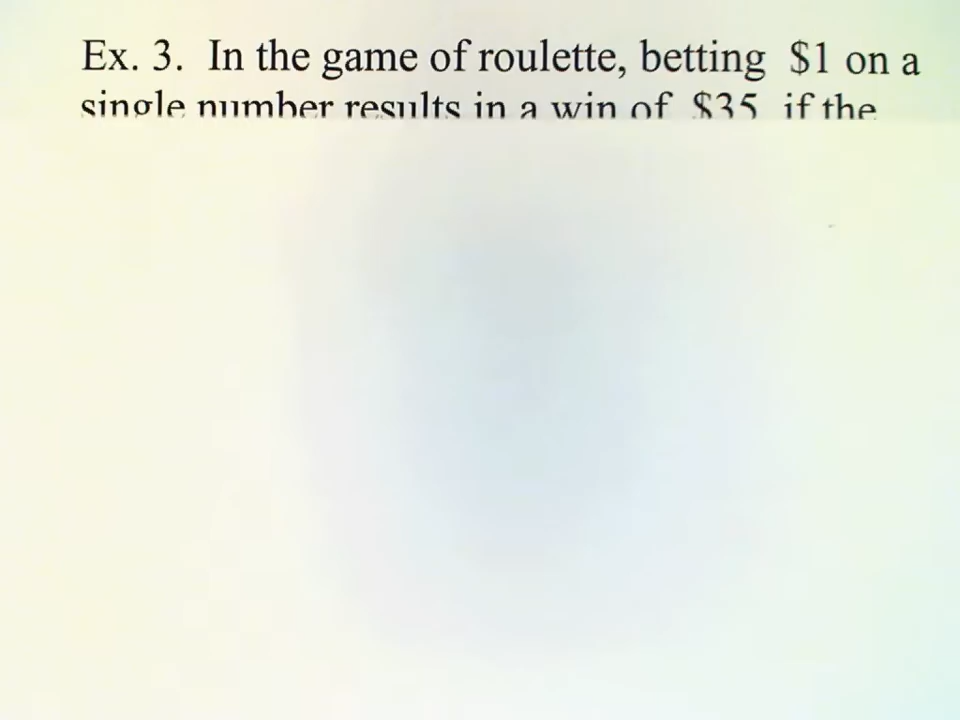 Ex. 3. In the game of roulette, betting $1 on a
single number results in a win of $35 if the